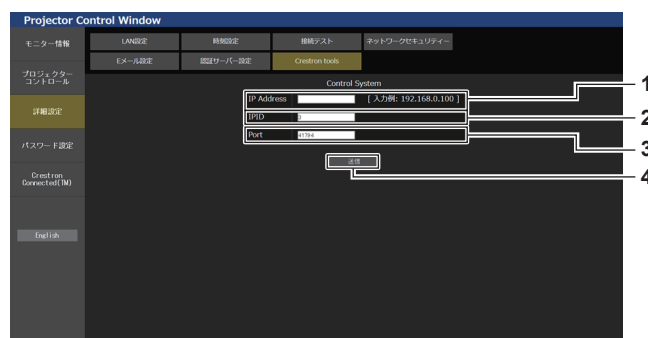 Projector Control Window
モニター情報
プロジェクター
コントロール
詳細設定
パスワード設定
Crestron
Connected(TM)
English
LAN設定
時刻設定
接続テスト
ネットワークセキュリティー
Eメール設定
認証サーバー設定
Crestron tools
Control System
IP Address
[ 入力例: 192.168.0.100 ]
IPID
Port
41794
送信
1
2
3
4